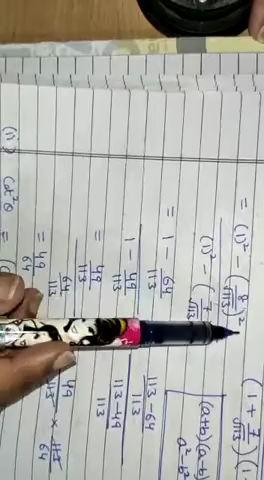 (1 + 7/√113)(1
= (1)² - (8/√113)²
(1)² - (7/√113)²
(a+b)(a-b)
a²-b²
= 1 - 64/113
1 - 49/113
113-64
113
113-49
113
= 49/113
64/113
49/113 × 113/64
= 49/64
(1) cot²θ =